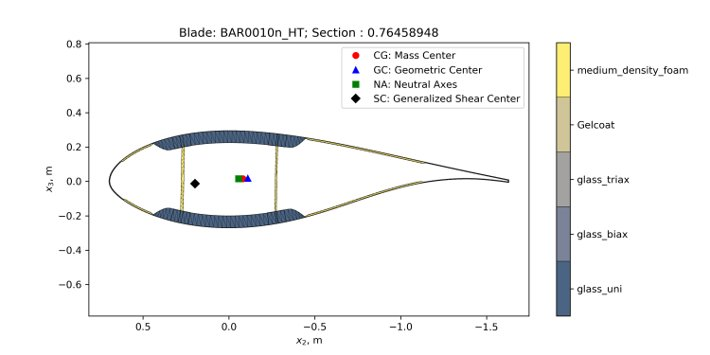 Blade: BAR0010n_HT; Section : 0.76458948
CG: Mass Center
GC: Geometric Center
NA: Neutral Axes
SC: Generalized Shear Center
0.8
0.6
0.4
0.2
0.0
−0.2
−0.4
−0.6
x₃, m
0.5
0.0
−0.5
−1.0
−1.5
x₂, m
medium_density_foam
Gelcoat
glass_triax
glass_biax
glass_uni